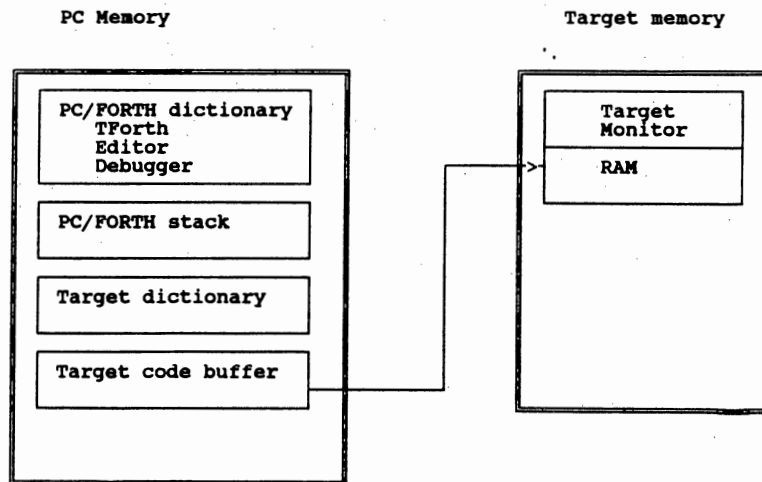 PC Memory
Target memory
PC/FORTH dictionary
TForth
Editor
Debugger
PC/FORTH stack
Target dictionary
Target code buffer
Target
Monitor
RAM